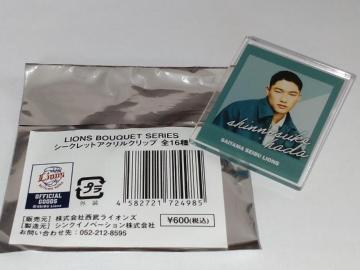 LIONS BOUQUET SERIES
シークレットアクリルクリップ 全16種
Lions
OFFICIAL
GOODS
©SEIBU Lions
プラ
外装
4 582721 724985
¥600(税込)
[販売元] 株式会社西武ライオンズ
[製造元] シンクイノベーション株式会社
お問い合わせ先：052-212-8595
SAITAMA SEIBU LIONS